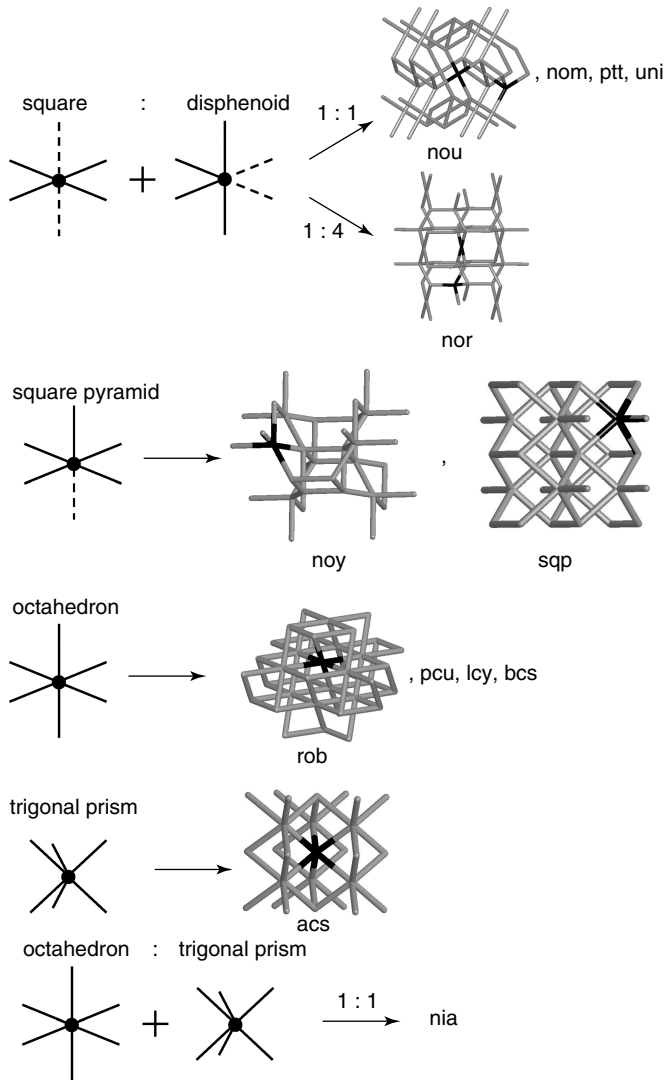 square : disphenoid
1 : 1
, nom, ptt, uni
nou
1 : 4
nor
square pyramid
,
noy
sqp
octahedron
, pcu, lcy, bcs
rob
trigonal prism
acs
octahedron : trigonal prism
1 : 1
nia